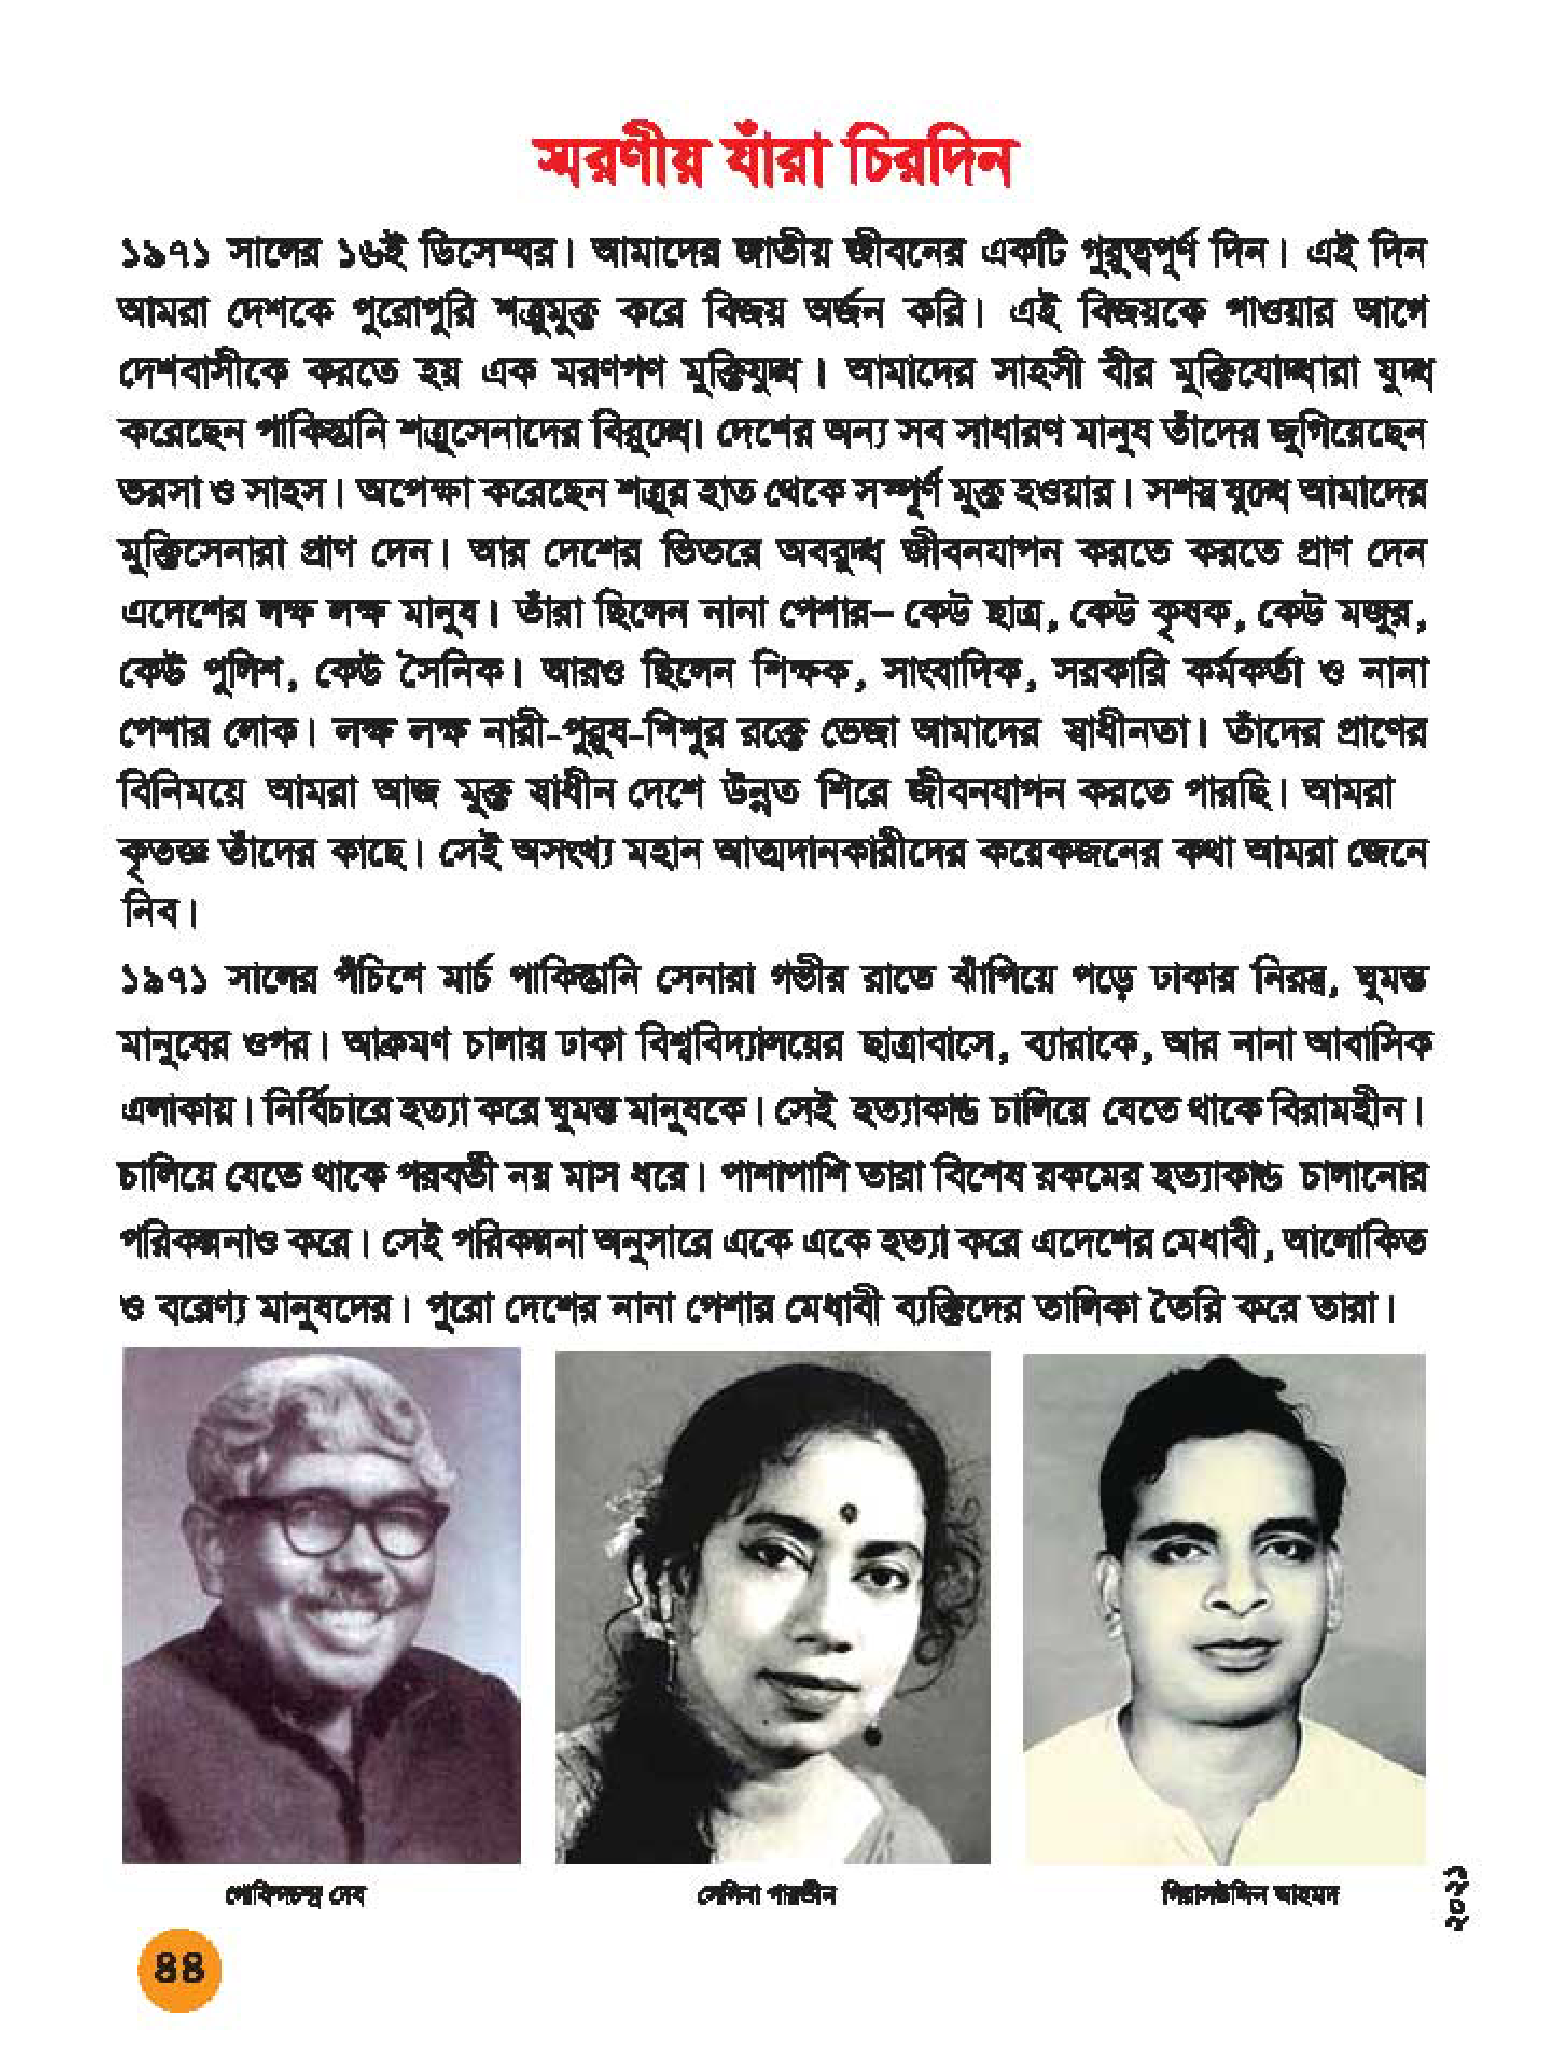 স্মরণীয় যাঁরা চিরদিন
১৯৭১ সালের ১৬ই ডিসেম্বর। আমাদের জাতীয় জীবনের একটি গুরুত্বপূর্ণ দিন। এই দিন
আমরা দেশকে পুরোপুরি শত্রুমুক্ত করে বিজয় অর্জন করি। এই বিজয়কে পাওয়ার আগে
দেশবাসীকে করতে হয় এক মরণপণ মুক্তিযুদ্ধ। আমাদের সাহসী বীর মুক্তিযোদ্ধারা যুদ্ধ
করেছেন পাকিস্তানি শত্রুসেনাদের বিরুদ্ধে। দেশের অন্য সব সাধারণ মানুষ তাঁদের জুগিয়েছেন
ভরসা ও সাহস। অপেক্ষা করেছেন শত্রুর হাত থেকে সম্পূর্ণ মুক্ত হওয়ার। সশস্ত্র যুদ্ধে আমাদের
মুক্তিসেনারা প্রাণ দেন। আর দেশের ভিতরে অবরুদ্ধ জীবনযাপন করতে করতে প্রাণ দেন
এদেশের লক্ষ লক্ষ মানুষ। তাঁরা ছিলেন নানা পেশার– কেউ ছাত্র, কেউ কৃষক, কেউ মজুর,
কেউ পুলিশ, কেউ সৈনিক। আরও ছিলেন শিক্ষক, সাংবাদিক, সরকারি কর্মকর্তা ও নানা
পেশার লোক। লক্ষ লক্ষ নারী-পুরুষ-শিশুর রক্তে ভেজা আমাদের স্বাধীনতা। তাঁদের প্রাণের
বিনিময়ে আমরা আজ মুক্ত স্বাধীন দেশে উন্নত শিরে জীবনযাপন করতে পারছি। আমরা
কৃতজ্ঞ তাঁদের কাছে। সেই অসংখ্য মহান আত্মদানকারীদের কয়েকজনের কথা আমরা জেনে
নিব।
১৯৭১ সালের পঁচিশে মার্চ পাকিস্তানি সেনারা গভীর রাতে ঝাঁপিয়ে পড়ে ঢাকার নিরস্ত্র, ঘুমন্ত
মানুষের ওপর। আক্রমণ চালায় ঢাকা বিশ্ববিদ্যালয়ের ছাত্রাবাসে, ব্যারাকে, আর নানা আবাসিক
এলাকায়। নির্বিচারে হত্যা করে ঘুমন্ত মানুষকে। সেই হত্যাকান্ড চালিয়ে যেতে থাকে বিরামহীন।
চালিয়ে যেতে থাকে পরবর্তী নয় মাস ধরে। পাশাপাশি তারা বিশেষ রকমের হত্যাকান্ড চালানোর
পরিকল্পনাও করে। সেই পরিকল্পনা অনুসারে একে একে হত্যা করে এদেশের মেধাবী, আলোকিত
ও বরেণ্য মানুষদের। পুরো দেশের নানা পেশার মেধাবী ব্যক্তিদের তালিকা তৈরি করে তারা।
গোবিন্দচন্দ্র দেব
সেলিনা পারভীন
গিয়াসউদ্দিন আহমদ
২০২১
৪৪